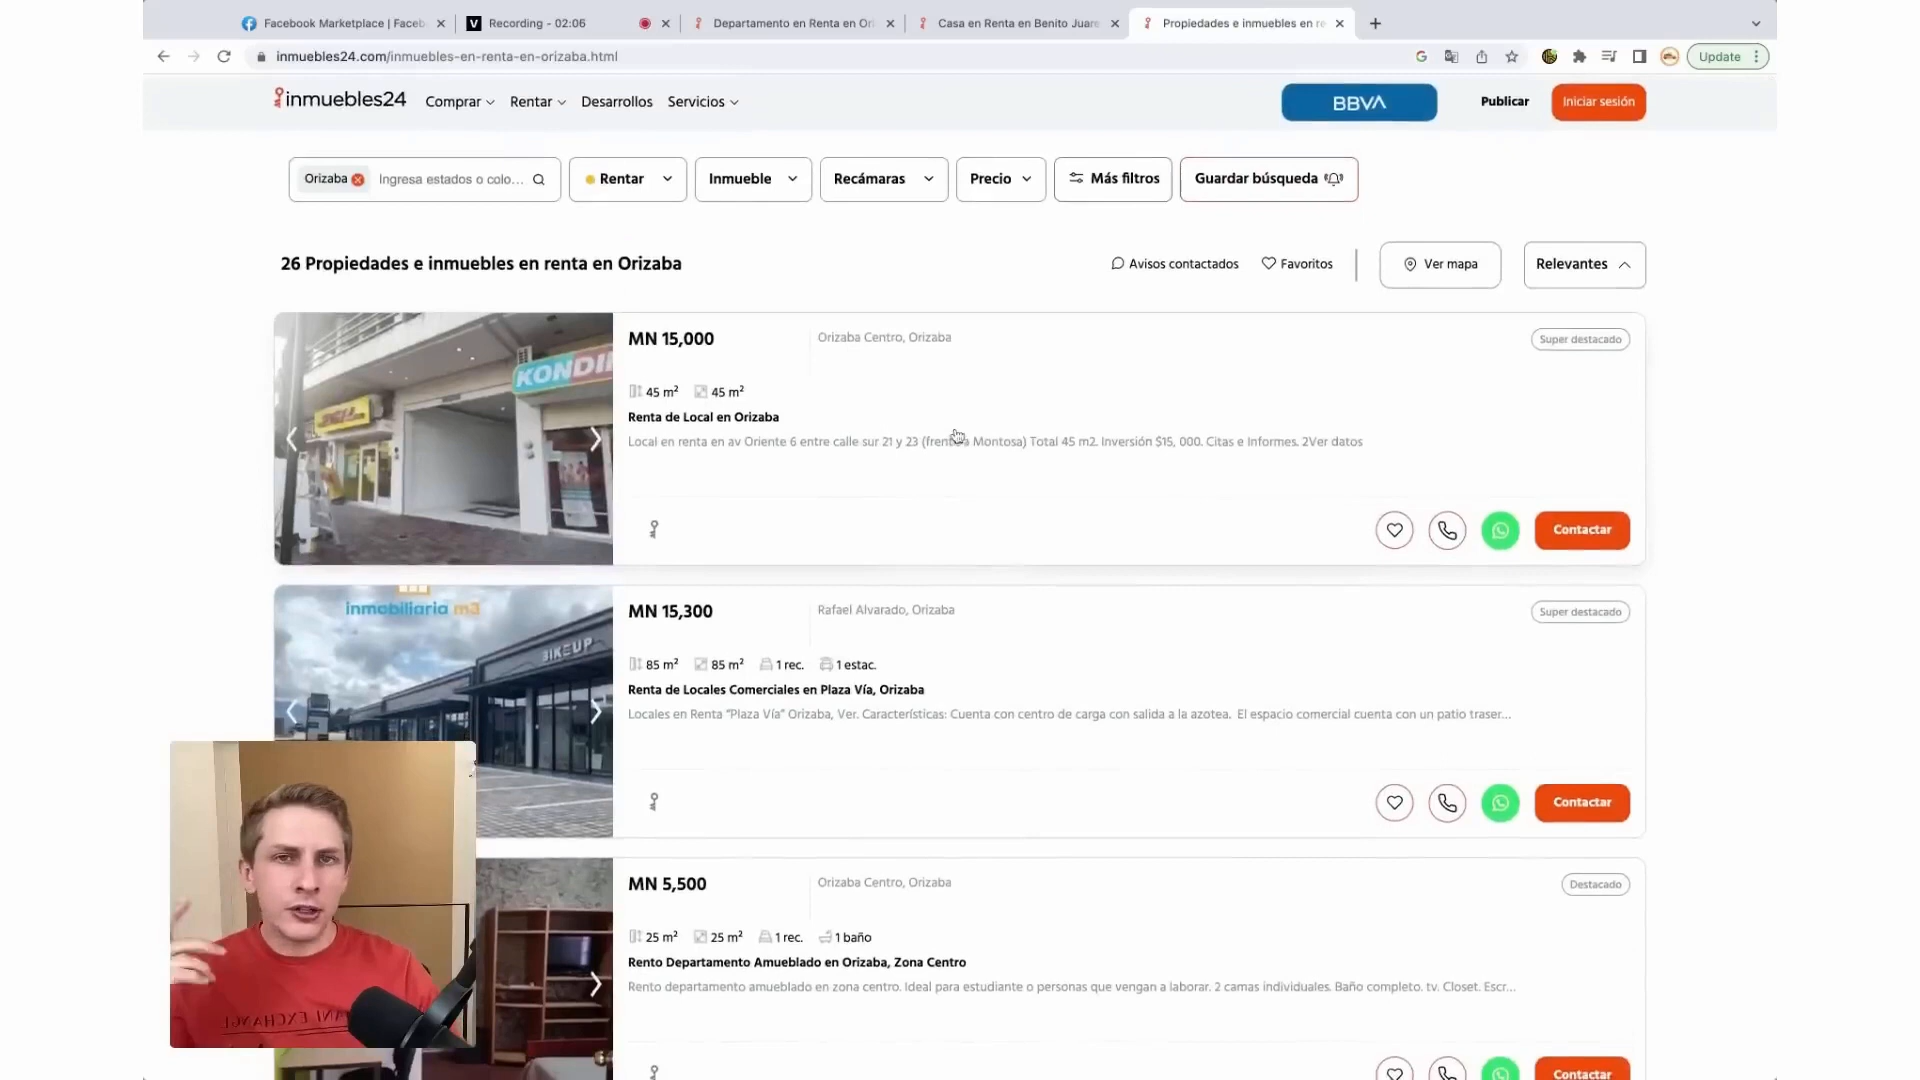 Facebook Marketplace | Faceb
Recording - 02:06
Departamento en Renta en Ori
Casa en Renta en Benito Juare
Propiedades e inmuebles en re
inmuebles24.com/inmuebles-en-renta-en-orizaba.html
Update
inmuebles24
Comprar
Rentar
Desarrollos
Servicios
BBVA
Publicar
Iniciar sesión
Orizaba
Ingresa estados o colo...
Rentar
Inmueble
Recámaras
Precio
Más filtros
Guardar búsqueda
26 Propiedades e inmuebles en renta en Orizaba
Avisos contactados
Favoritos
Ver mapa
Relevantes
KONDI
MN 15,000
Orizaba Centro, Orizaba
Super destacado
45 m² 45 m²
Renta de Local en Orizaba
Local en renta en av Oriente 6 entre calle sur 21 y 23 (frente a Montosa) Total 45 m2. Inversión $15, 000. Citas e Informes. 2Ver datos
Contactar
inmobiliaria m3
BIKEUP
MN 15,300
Rafael Alvarado, Orizaba
Super destacado
85 m² 85 m² 1 rec. 1 estac.
Renta de Locales Comerciales en Plaza Vía, Orizaba
Locales en Renta "Plaza Vía" Orizaba, Ver. Características: Cuenta con centro de carga con salida a la azotea. El espacio comercial cuenta con un patio traser...
Contactar
MN 5,500
Orizaba Centro, Orizaba
Destacado
25 m² 25 m² 1 rec. 1 baño
Rento Departamento Amueblado en Orizaba, Zona Centro
Rento departamento amueblado en zona centro. Ideal para estudiante o personas que vengan a laborar. 2 camas individuales. Baño completo. tv. Closet. Escr...
Contactar